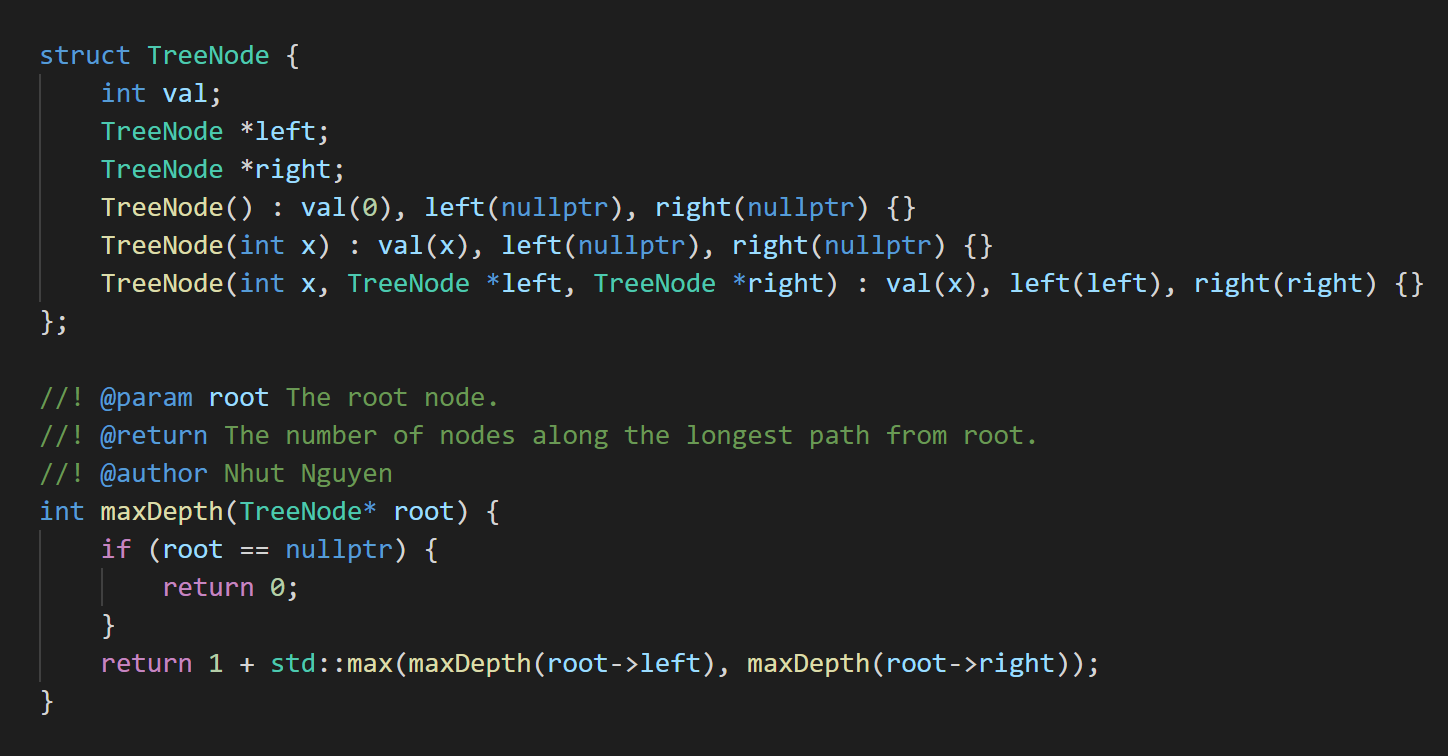 struct TreeNode {
    int val;
    TreeNode *left;
    TreeNode *right;
    TreeNode() : val(0), left(nullptr), right(nullptr) {}
    TreeNode(int x) : val(x), left(nullptr), right(nullptr) {}
    TreeNode(int x, TreeNode *left, TreeNode *right) : val(x), left(left), right(right) {}
};

//! @param root The root node.
//! @return The number of nodes along the longest path from root.
//! @author Nhut Nguyen
int maxDepth(TreeNode* root) {
    if (root == nullptr) {
        return 0;
    }
    return 1 + std::max(maxDepth(root->left), maxDepth(root->right));
}